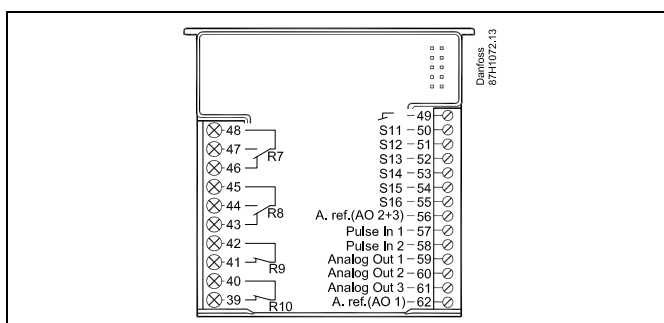 Danfoss
87H1072.13
48
47
R7
46
45
44
R8
43
42
41
R9
40
39
R10
49
S11 50
S12 51
S13 52
S14 53
S15 54
S16 55
A. ref.(AO 2+3) 56
Pulse In 1 57
Pulse In 2 58
Analog Out 1 59
Analog Out 2 60
Analog Out 3 61
A. ref.(AO 1) 62